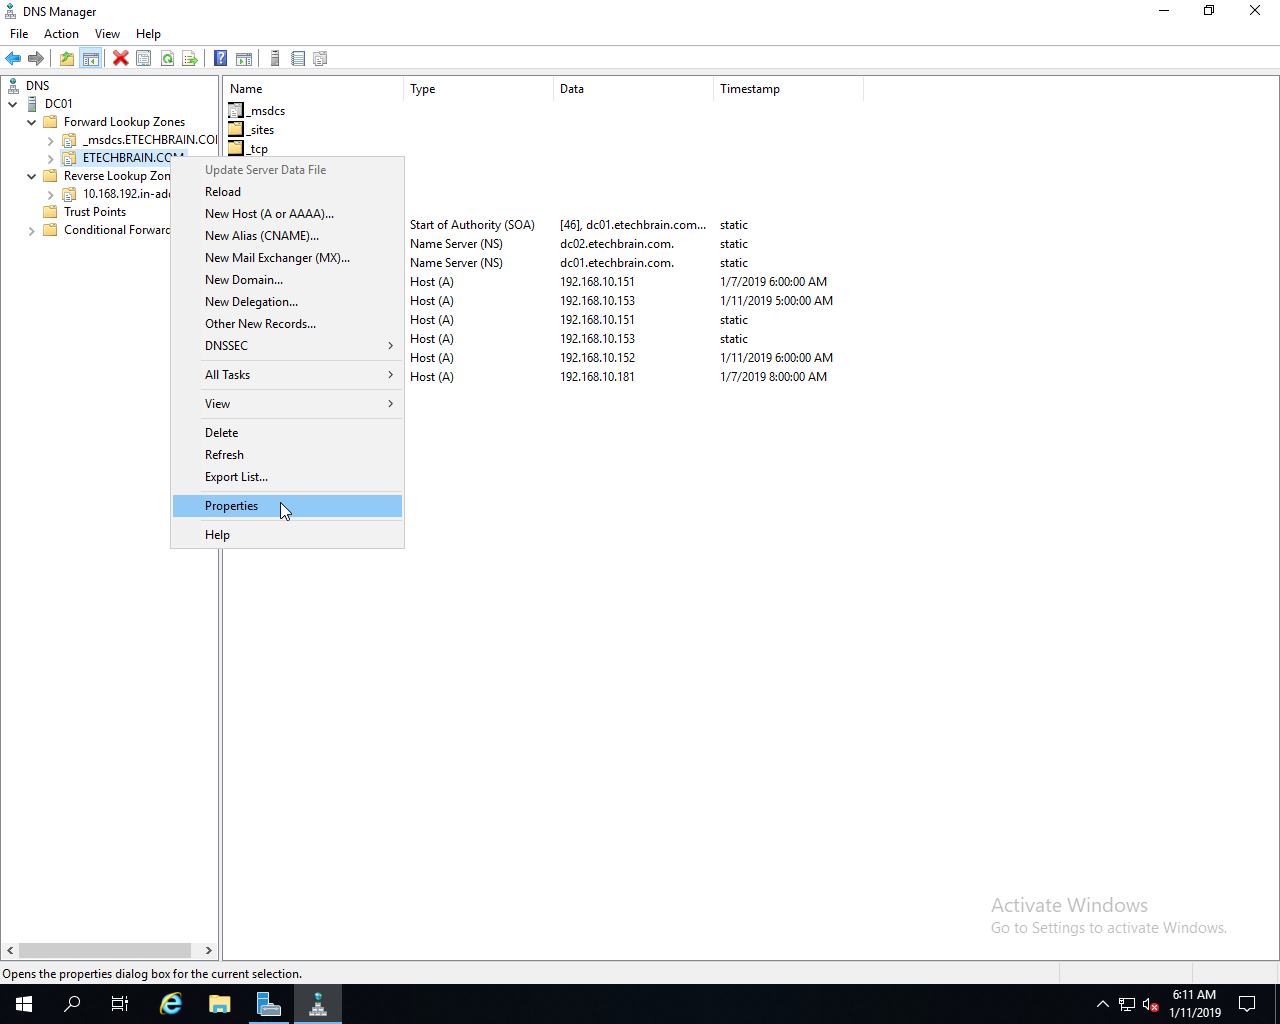 DNS Manager
File Action View Help
DNS
DC01
Forward Lookup Zones
_msdcs.ETECHBRAIN.COM
ETECHBRAIN.COM
Reverse Lookup Zon
10.168.192.in-add
Trust Points
Conditional Forward
Name Type Data Timestamp
_msdcs
_sites
_tcp
Start of Authority (SOA) [46], dc01.etechbrain.com... static
Name Server (NS) dc02.etechbrain.com. static
Name Server (NS) dc01.etechbrain.com. static
Host (A) 192.168.10.151 1/7/2019 6:00:00 AM
Host (A) 192.168.10.153 1/11/2019 5:00:00 AM
Host (A) 192.168.10.151 static
Host (A) 192.168.10.153 static
Host (A) 192.168.10.152 1/11/2019 6:00:00 AM
Host (A) 192.168.10.181 1/7/2019 8:00:00 AM
Update Server Data File
Reload
New Host (A or AAAA)...
New Alias (CNAME)...
New Mail Exchanger (MX)...
New Domain...
New Delegation...
Other New Records...
DNSSEC
All Tasks
View
Delete
Refresh
Export List...
Properties
Help
Activate Windows
Go to Settings to activate Windows.
Opens the properties dialog box for the current selection.
6:11 AM
1/11/2019